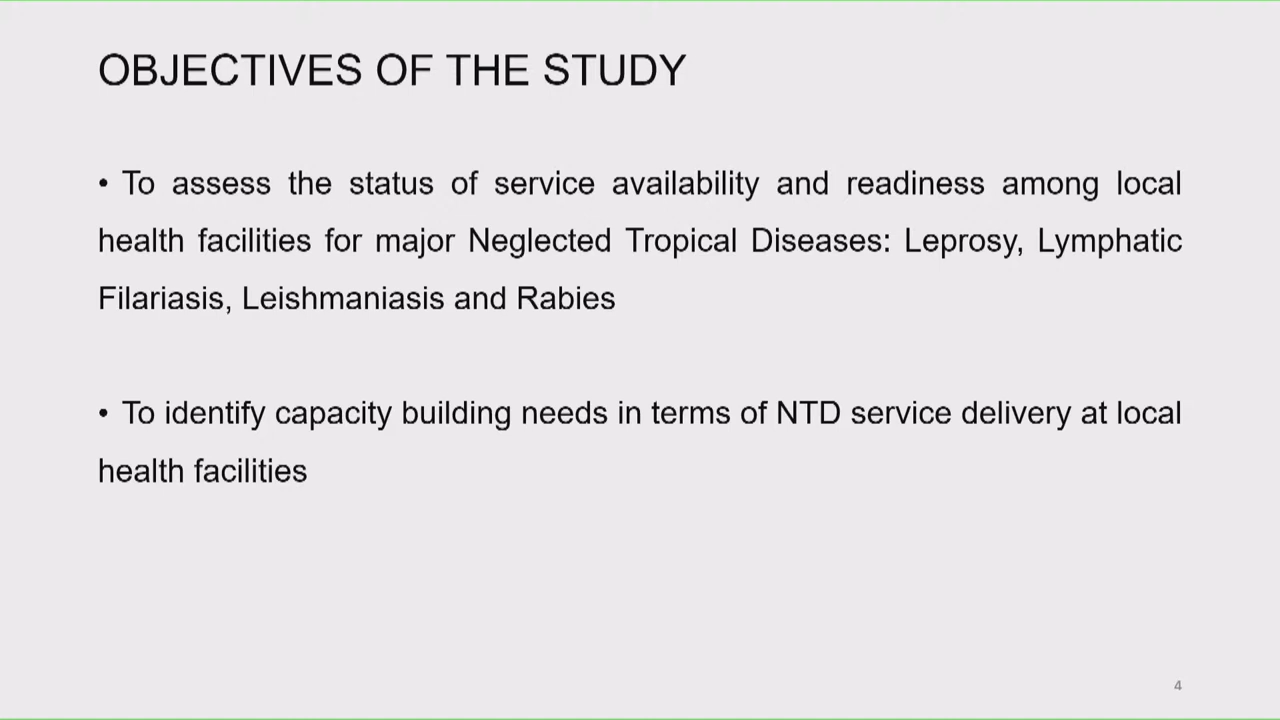 OBJECTIVES OF THE STUDY
• To assess the status of service availability and readiness among local
health facilities for major Neglected Tropical Diseases: Leprosy, Lymphatic
Filariasis, Leishmaniasis and Rabies
• To identify capacity building needs in terms of NTD service delivery at local
health facilities
4